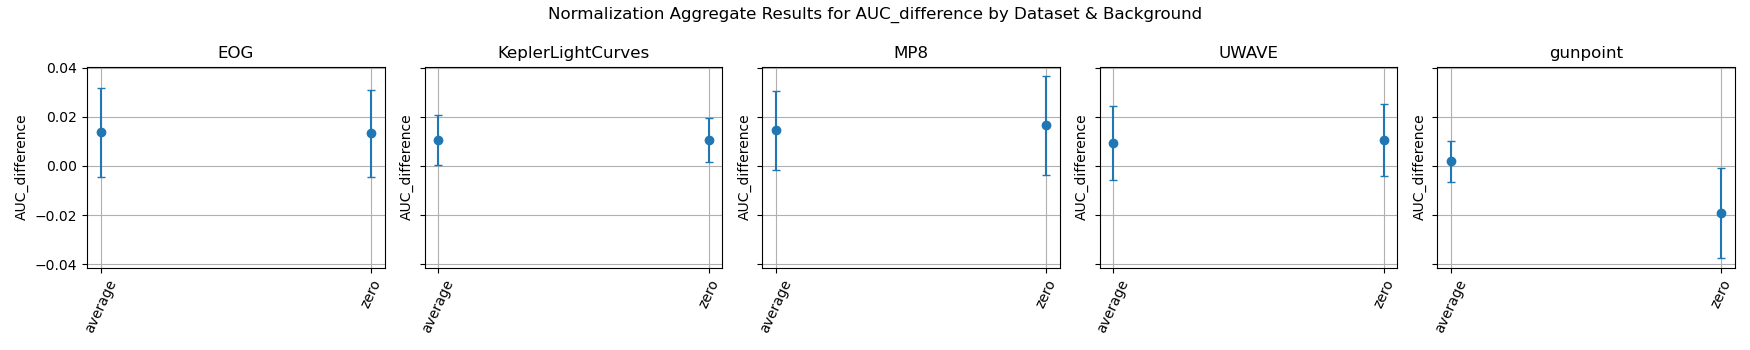 Normalization Aggregate Results for AUC_difference by Dataset & Background
EOG
KeplerLightCurves
MP8
UWAVE
gunpoint
0.04
0.02
0.00
−0.02
−0.04
AUC_difference
AUC_difference
AUC_difference
AUC_difference
AUC_difference
average
zero
average
zero
average
zero
average
zero
average
zero